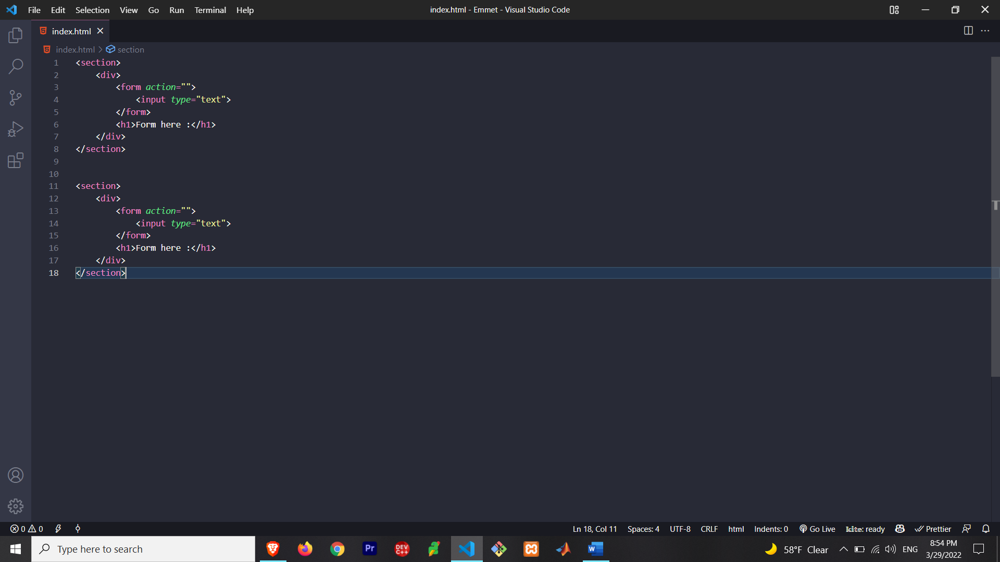 File Edit Selection View Go Run Terminal Help index.html - Emmet - Visual Studio Code
index.html
index.html > section
1 <section>
2     <div>
3         <form action="">
4             <input type="text">
5         </form>
6         <h1>Form here :</h1>
7     </div>
8 </section>
9
10
11 <section>
12     <div>
13         <form action="">
14             <input type="text">
15         </form>
16         <h1>Form here :</h1>
17     </div>
18 </section>
0 0 Ln 18, Col 11 Spaces: 4 UTF-8 CRLF html Indents: 0 Go Live kite: ready Prettier
Type here to search Pr DEV C++ W 58°F Clear ENG 8:54 PM
3/29/2022